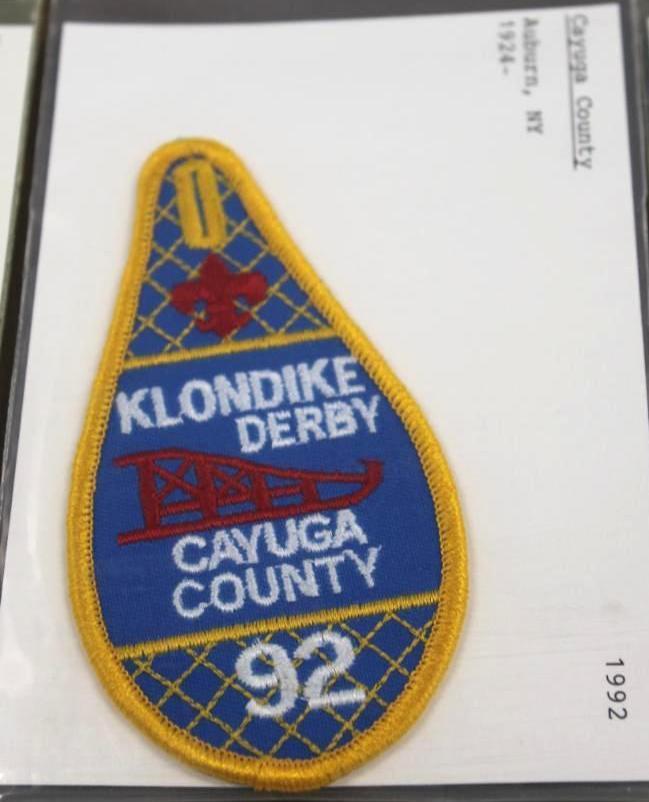 Cayuga County
Auburn, NY
1924-
KLONDIKE
DERBY
CAYUGA
COUNTY
92
1992